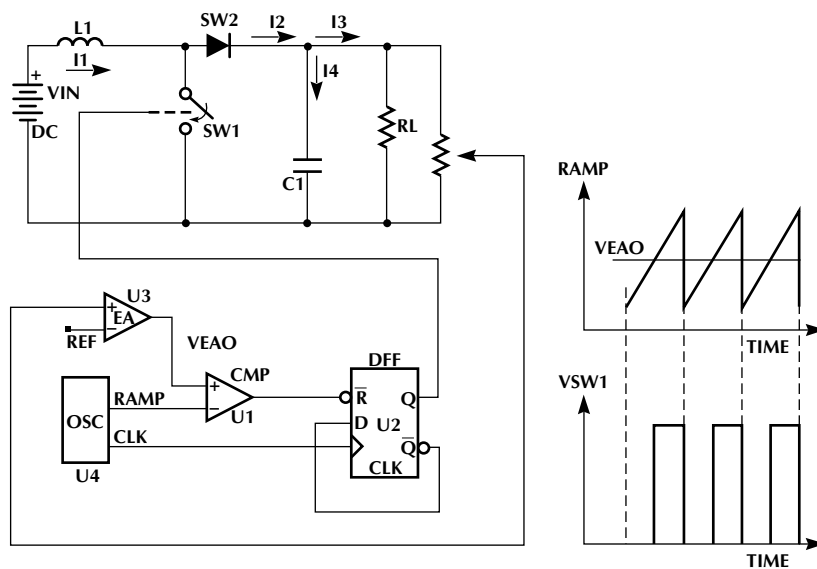 L1
SW2
I2
I3
I1
I4
+
VIN
DC
SW1
RL
C1
RAMP
VEAO
TIME
U3
+
EA
−
REF
VEAO
DFF
CMP
+
−
U1
R
Q
D
U2
Q
CLK
OSC
RAMP
CLK
U4
VSW1
TIME